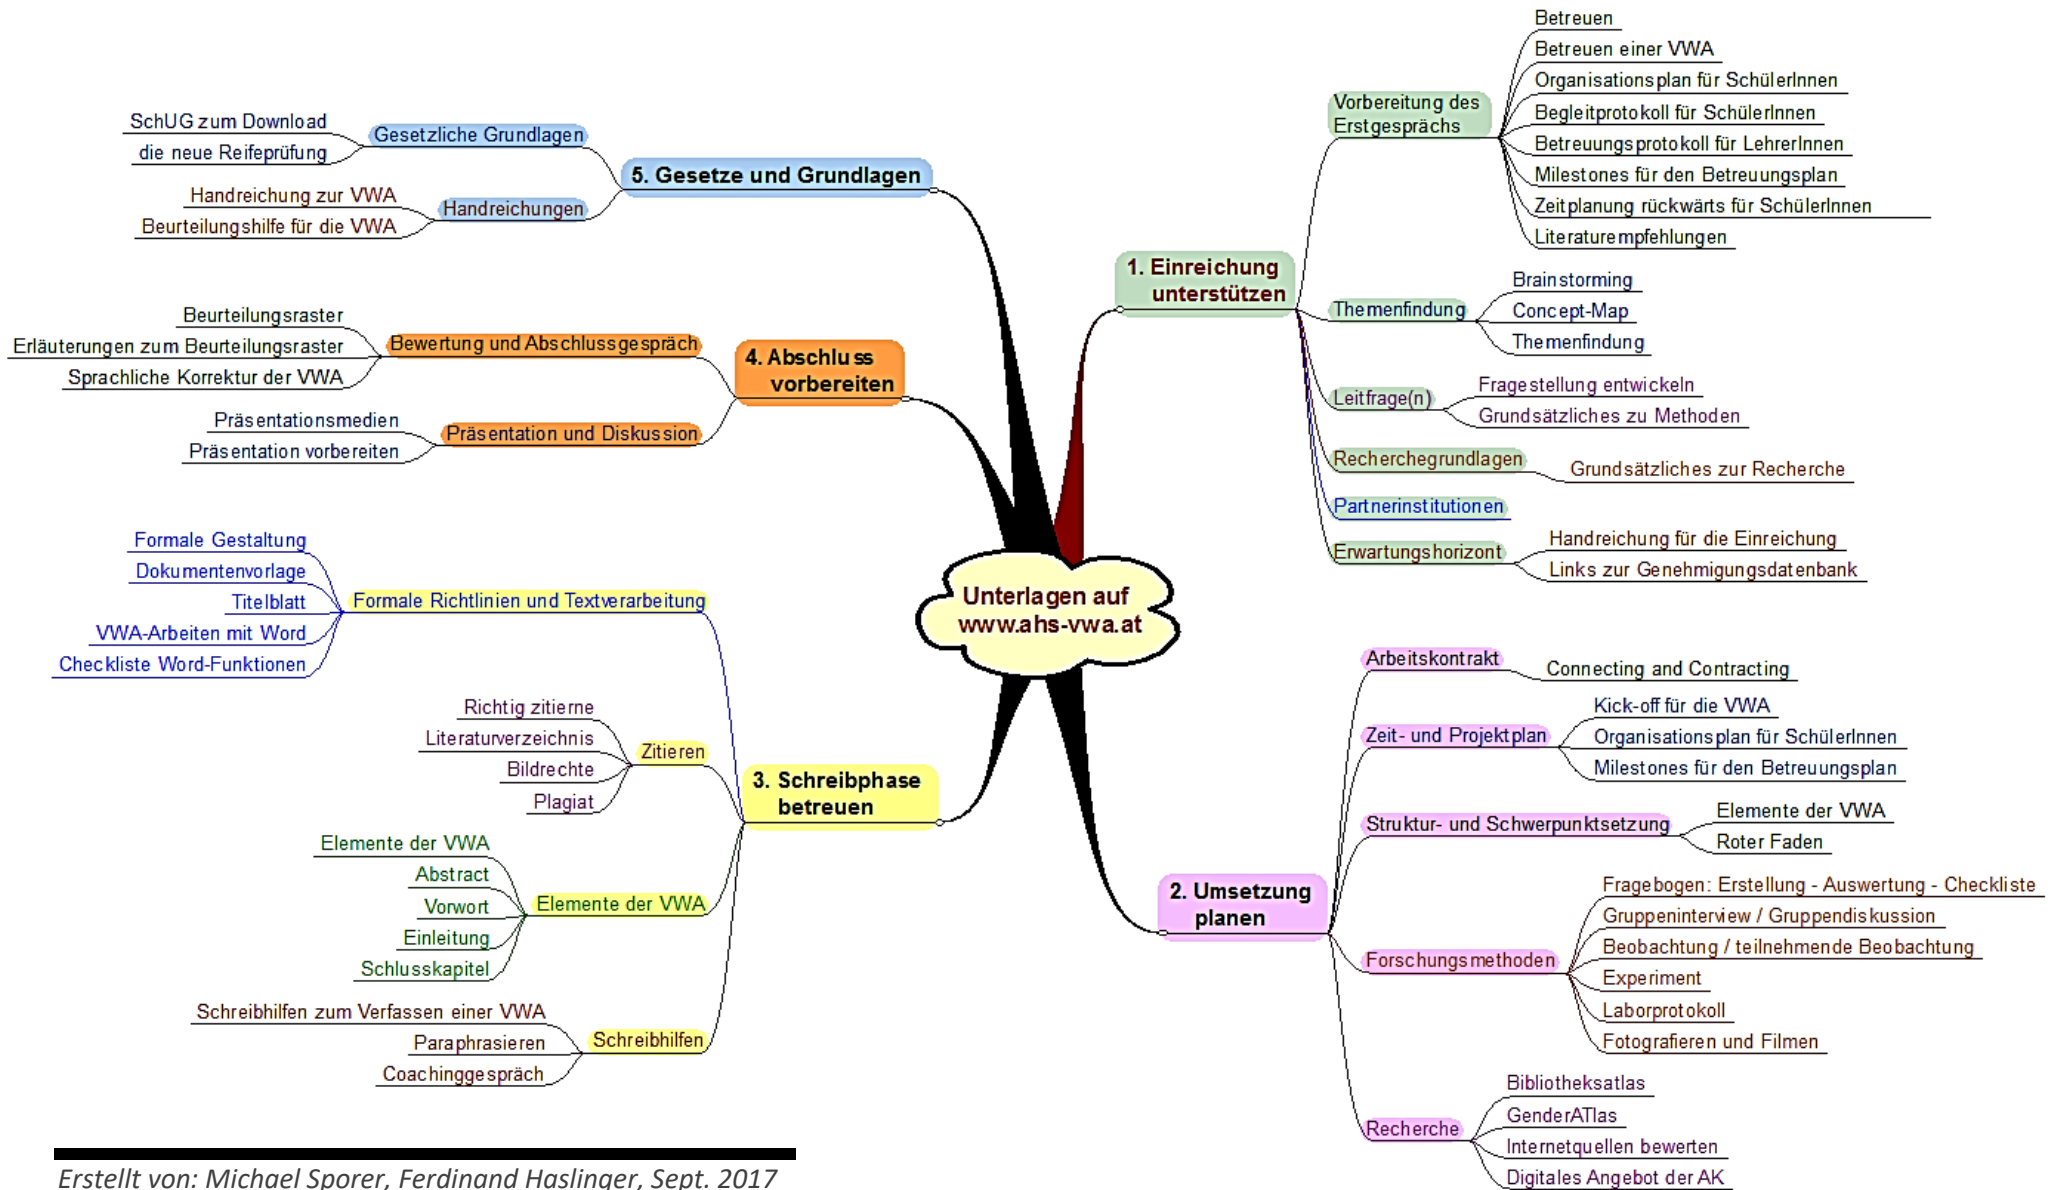 Unterlagen auf
www.ahs-vwa.at
1. Einreichung
unterstützen
Vorbereitung des
Erstgesprächs
Betreuen
Betreuen einer VWA
Organisationsplan für SchülerInnen
Begleitprotokoll für SchülerInnen
Betreuungsprotokoll für LehrerInnen
Milestones für den Betreuungsplan
Zeitplanung rückwärts für SchülerInnen
Literaturempfehlungen
Themenfindung
Brainstorming
Concept-Map
Themenfindung
Leitfrage(n)
Fragestellung entwickeln
Grundsätzliches zu Methoden
Recherchegrundlagen
Grundsätzliches zur Recherche
Partnerinstitutionen
Erwartungshorizont
Handreichung für die Einreichung
Links zur Genehmigungsdatenbank
2. Umsetzung
planen
Arbeitskontrakt
Connecting and Contracting
Zeit- und Projektplan
Kick-off für die VWA
Organisationsplan für SchülerInnen
Milestones für den Betreuungsplan
Struktur- und Schwerpunktsetzung
Elemente der VWA
Roter Faden
Forschungsmethoden
Fragebogen: Erstellung - Auswertung - Checkliste
Gruppeninterview / Gruppendiskussion
Beobachtung / teilnehmende Beobachtung
Experiment
Laborprotokoll
Fotografieren und Filmen
Recherche
Bibliotheksatlas
GenderATlas
Internetquellen bewerten
Digitales Angebot der AK
3. Schreibphase
betreuen
Formale Richtlinien und Textverarbeitung
Formale Gestaltung
Dokumentenvorlage
Titelblatt
VWA-Arbeiten mit Word
Checkliste Word-Funktionen
Zitieren
Richtig zitierne
Literaturverzeichnis
Bildrechte
Plagiat
Elemente der VWA
Elemente der VWA
Abstract
Vorwort
Einleitung
Schlusskapitel
Schreibhilfen
Schreibhilfen zum Verfassen einer VWA
Paraphrasieren
Coachinggespräch
4. Abschluss
vorbereiten
Bewertung und Abschlussgespräch
Beurteilungsraster
Erläuterungen zum Beurteilungsraster
Sprachliche Korrektur der VWA
Präsentation und Diskussion
Präsentationsmedien
Präsentation vorbereiten
5. Gesetze und Grundlagen
Gesetzliche Grundlagen
SchUG zum Download
die neue Reifeprüfung
Handreichungen
Handreichung zur VWA
Beurteilungshilfe für die VWA
Erstellt von: Michael Sporer, Ferdinand Haslinger, Sept. 2017